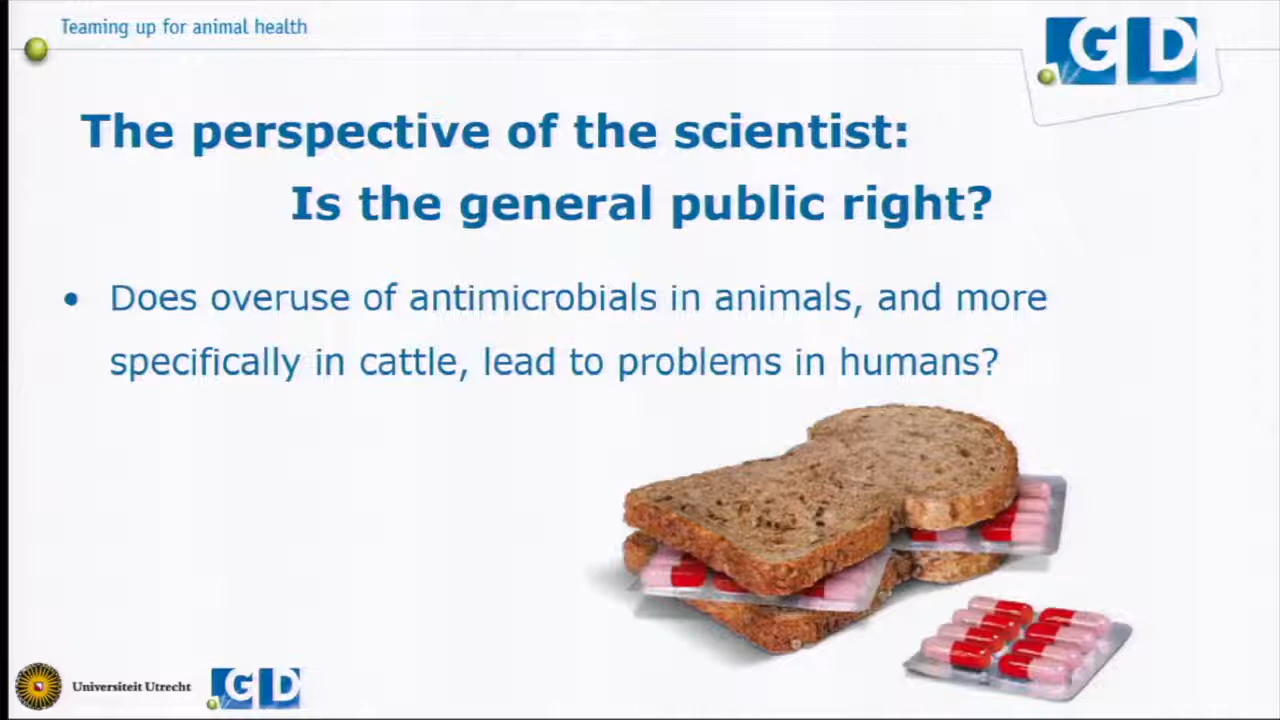 Teaming up for animal health
GD
The perspective of the scientist:
Is the general public right?
• Does overuse of antimicrobials in animals, and more
specifically in cattle, lead to problems in humans?
Universiteit Utrecht
GD